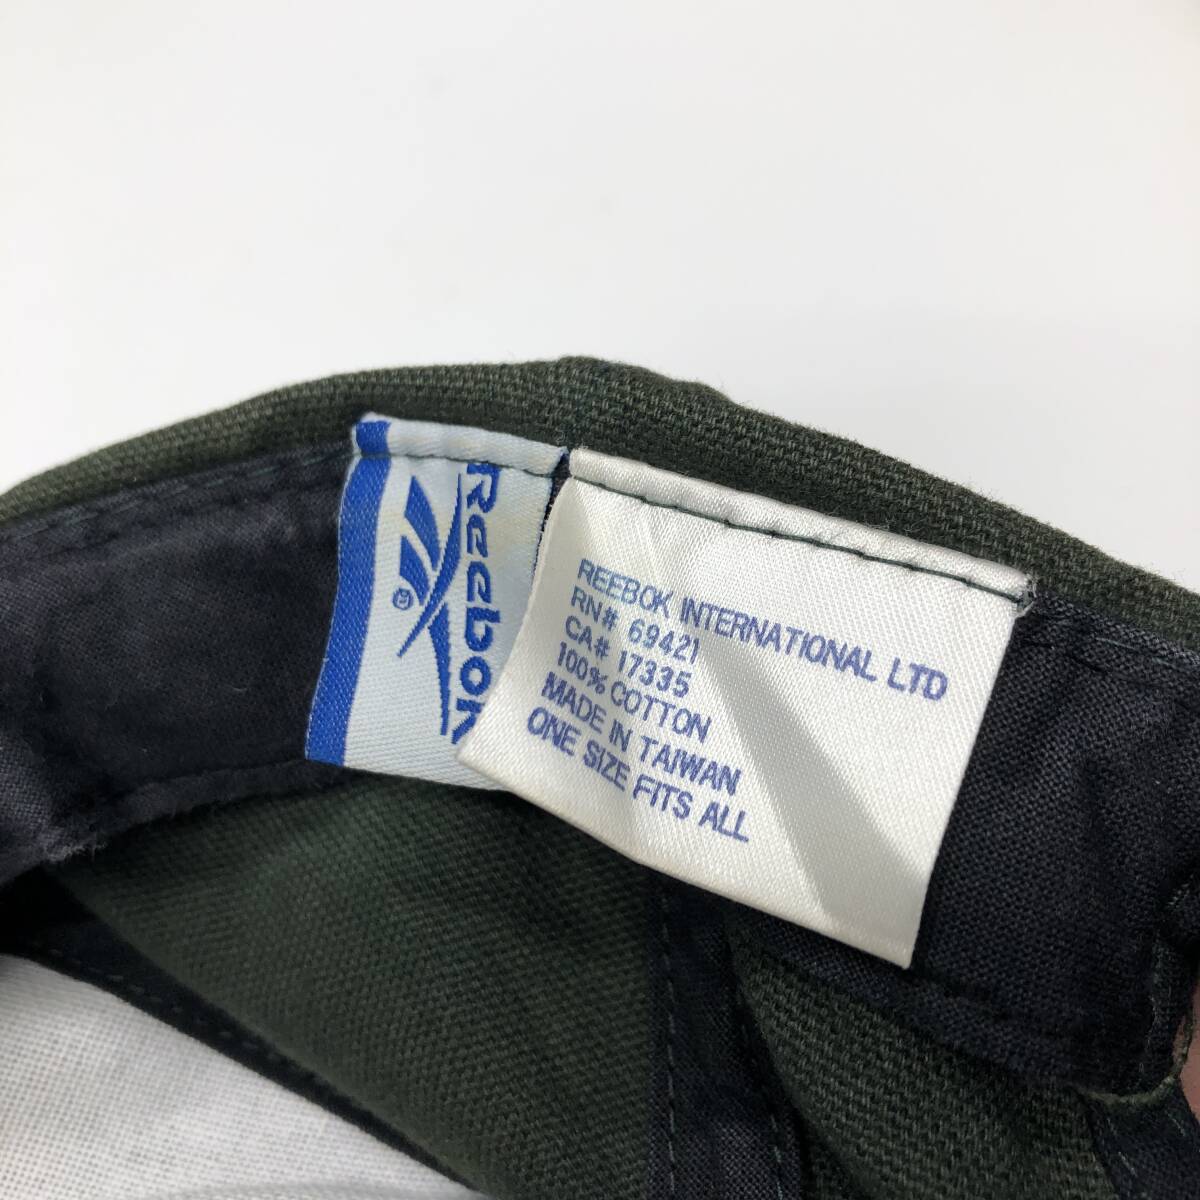 Reebok
®
REEBOK INTERNATIONAL LTD
RN# 69421
CA# 17335
100% COTTON
MADE IN TAIWAN
ONE SIZE FITS ALL